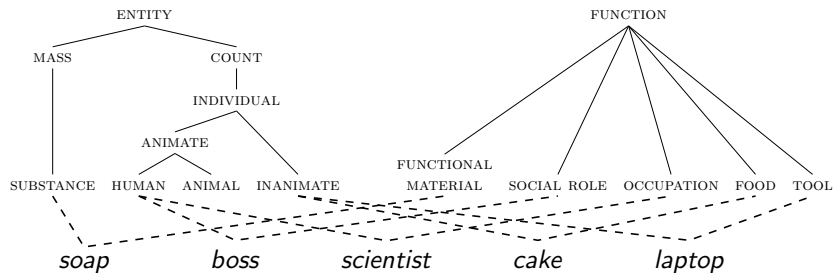 ENTITY FUNCTION
MASS COUNT
INDIVIDUAL
ANIMATE
FUNCTIONAL
SUBSTANCE HUMAN ANIMAL INANIMATE MATERIAL SOCIAL ROLE OCCUPATION FOOD TOOL
soap boss scientist cake laptop